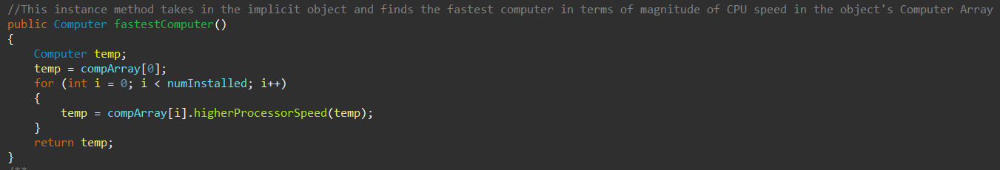 //This instance method takes in the implicit object and finds the fastest computer in terms of magnitude of CPU speed in the object's Computer Array
public Computer fastestComputer()
{
    Computer temp;
    temp = compArray[0];
    for (int i = 0; i < numInstalled; i++)
    {
        temp = compArray[i].higherProcessorSpeed(temp);
    }
    return temp;
}
/**